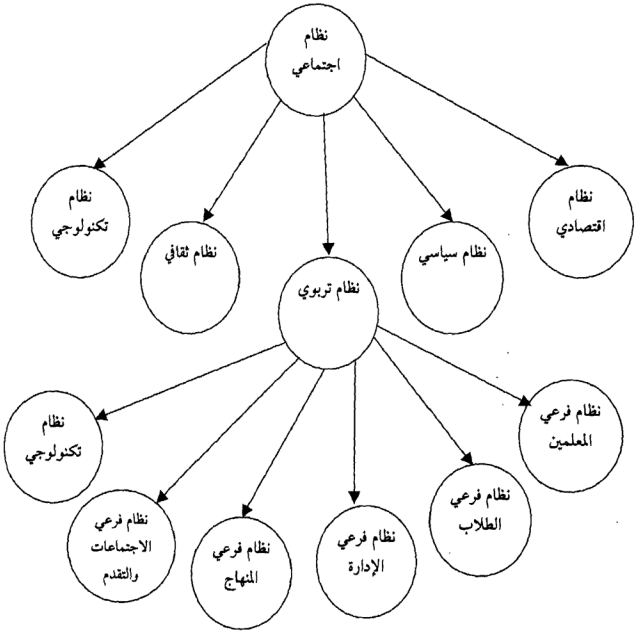 نظام
اجتماعي
نظام
اقتصادي
نظام سياسي
نظام تربوي
نظام ثقافي
نظام
تكنولوجي
نظام فرعي
المعلمين
نظام فرعي
الطلاب
نظام فرعي
الإدارة
نظام فرعي
المنهاج
نظام فرعي
الاجتماعات
والتقدم
نظام
تكنولوجي